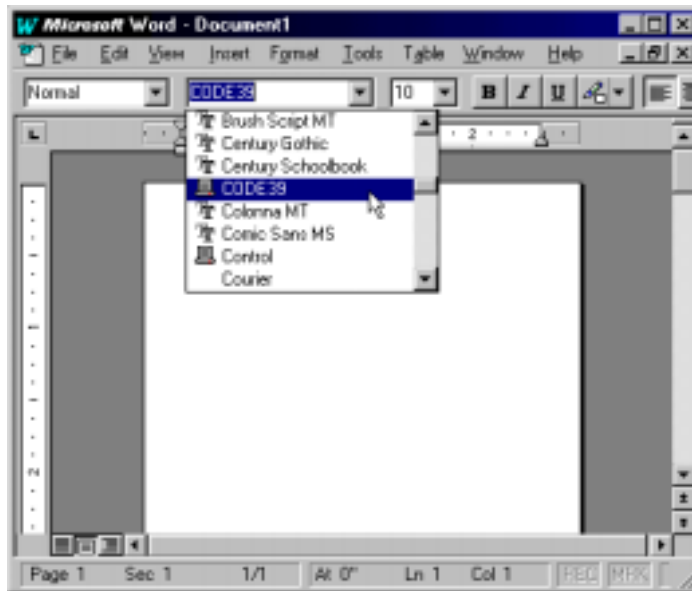 Microsoft Word - Document1
File Edit View Insert Format Tools Table Window Help
Normal CODE39 10 B I U
Brush Script MT
Century Gothic
Century Schoolbook
CODE39
Colonna MT
Comic Sans MS
Control
Courier
2
2
Page 1 Sec 1 1/1 At 0" Ln 1 Col 1 REC MRK